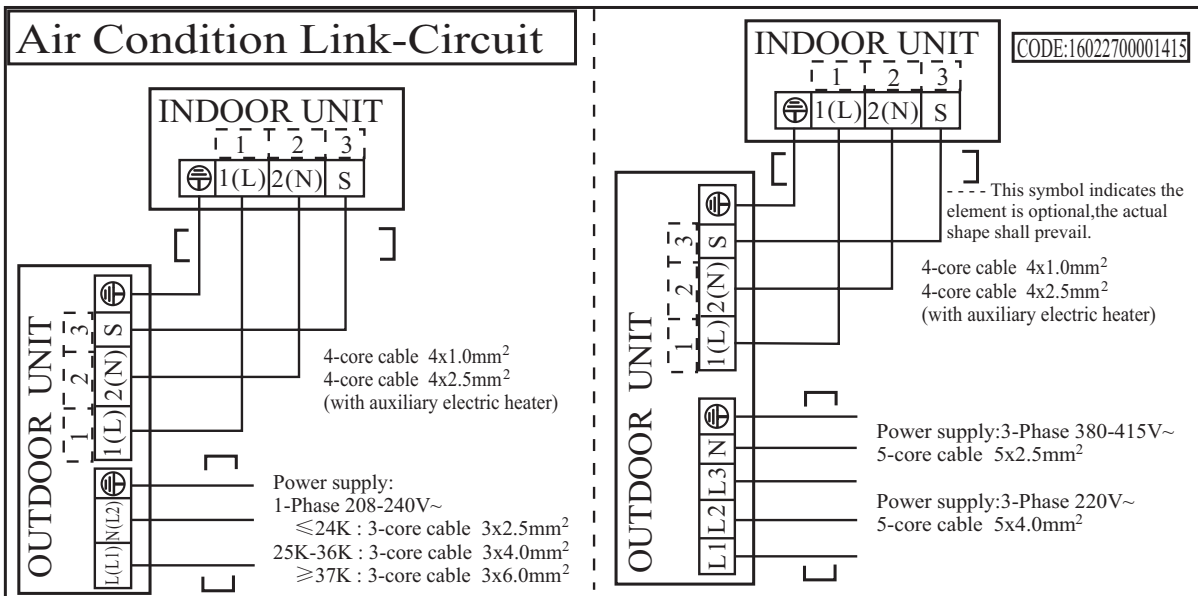 Air Condition Link-Circuit
INDOOR UNIT
1 2 3
1(L) 2(N) S
OUTDOOR UNIT
3 S
2 2(N)
1 1(L)
4-core cable 4x1.0mm²
4-core cable 4x2.5mm²
(with auxiliary electric heater)
N(L2)
L(L1)
Power supply:
1-Phase 208-240V~
≤24K : 3-core cable 3x2.5mm²
25K-36K : 3-core cable 3x4.0mm²
≥37K : 3-core cable 3x6.0mm²
INDOOR UNIT
CODE:16022700001415
1 2 3
1(L) 2(N) S
---- This symbol indicates the
element is optional,the actual
shape shall prevail.
OUTDOOR UNIT
3 S
2 2(N)
1 1(L)
4-core cable 4x1.0mm²
4-core cable 4x2.5mm²
(with auxiliary electric heater)
N
L3
L2
L1
Power supply:3-Phase 380-415V~
5-core cable 5x2.5mm²
Power supply:3-Phase 220V~
5-core cable 5x4.0mm²